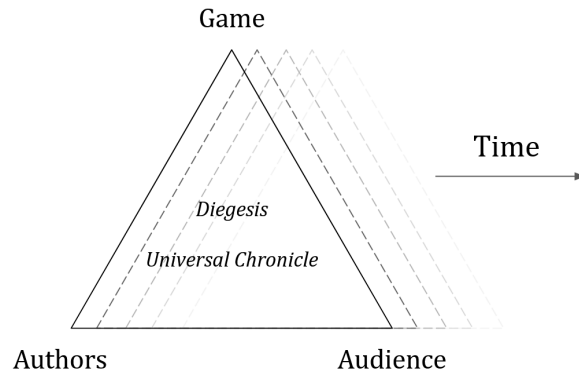 Game
Time
Diegesis
Universal Chronicle
Authors
Audience